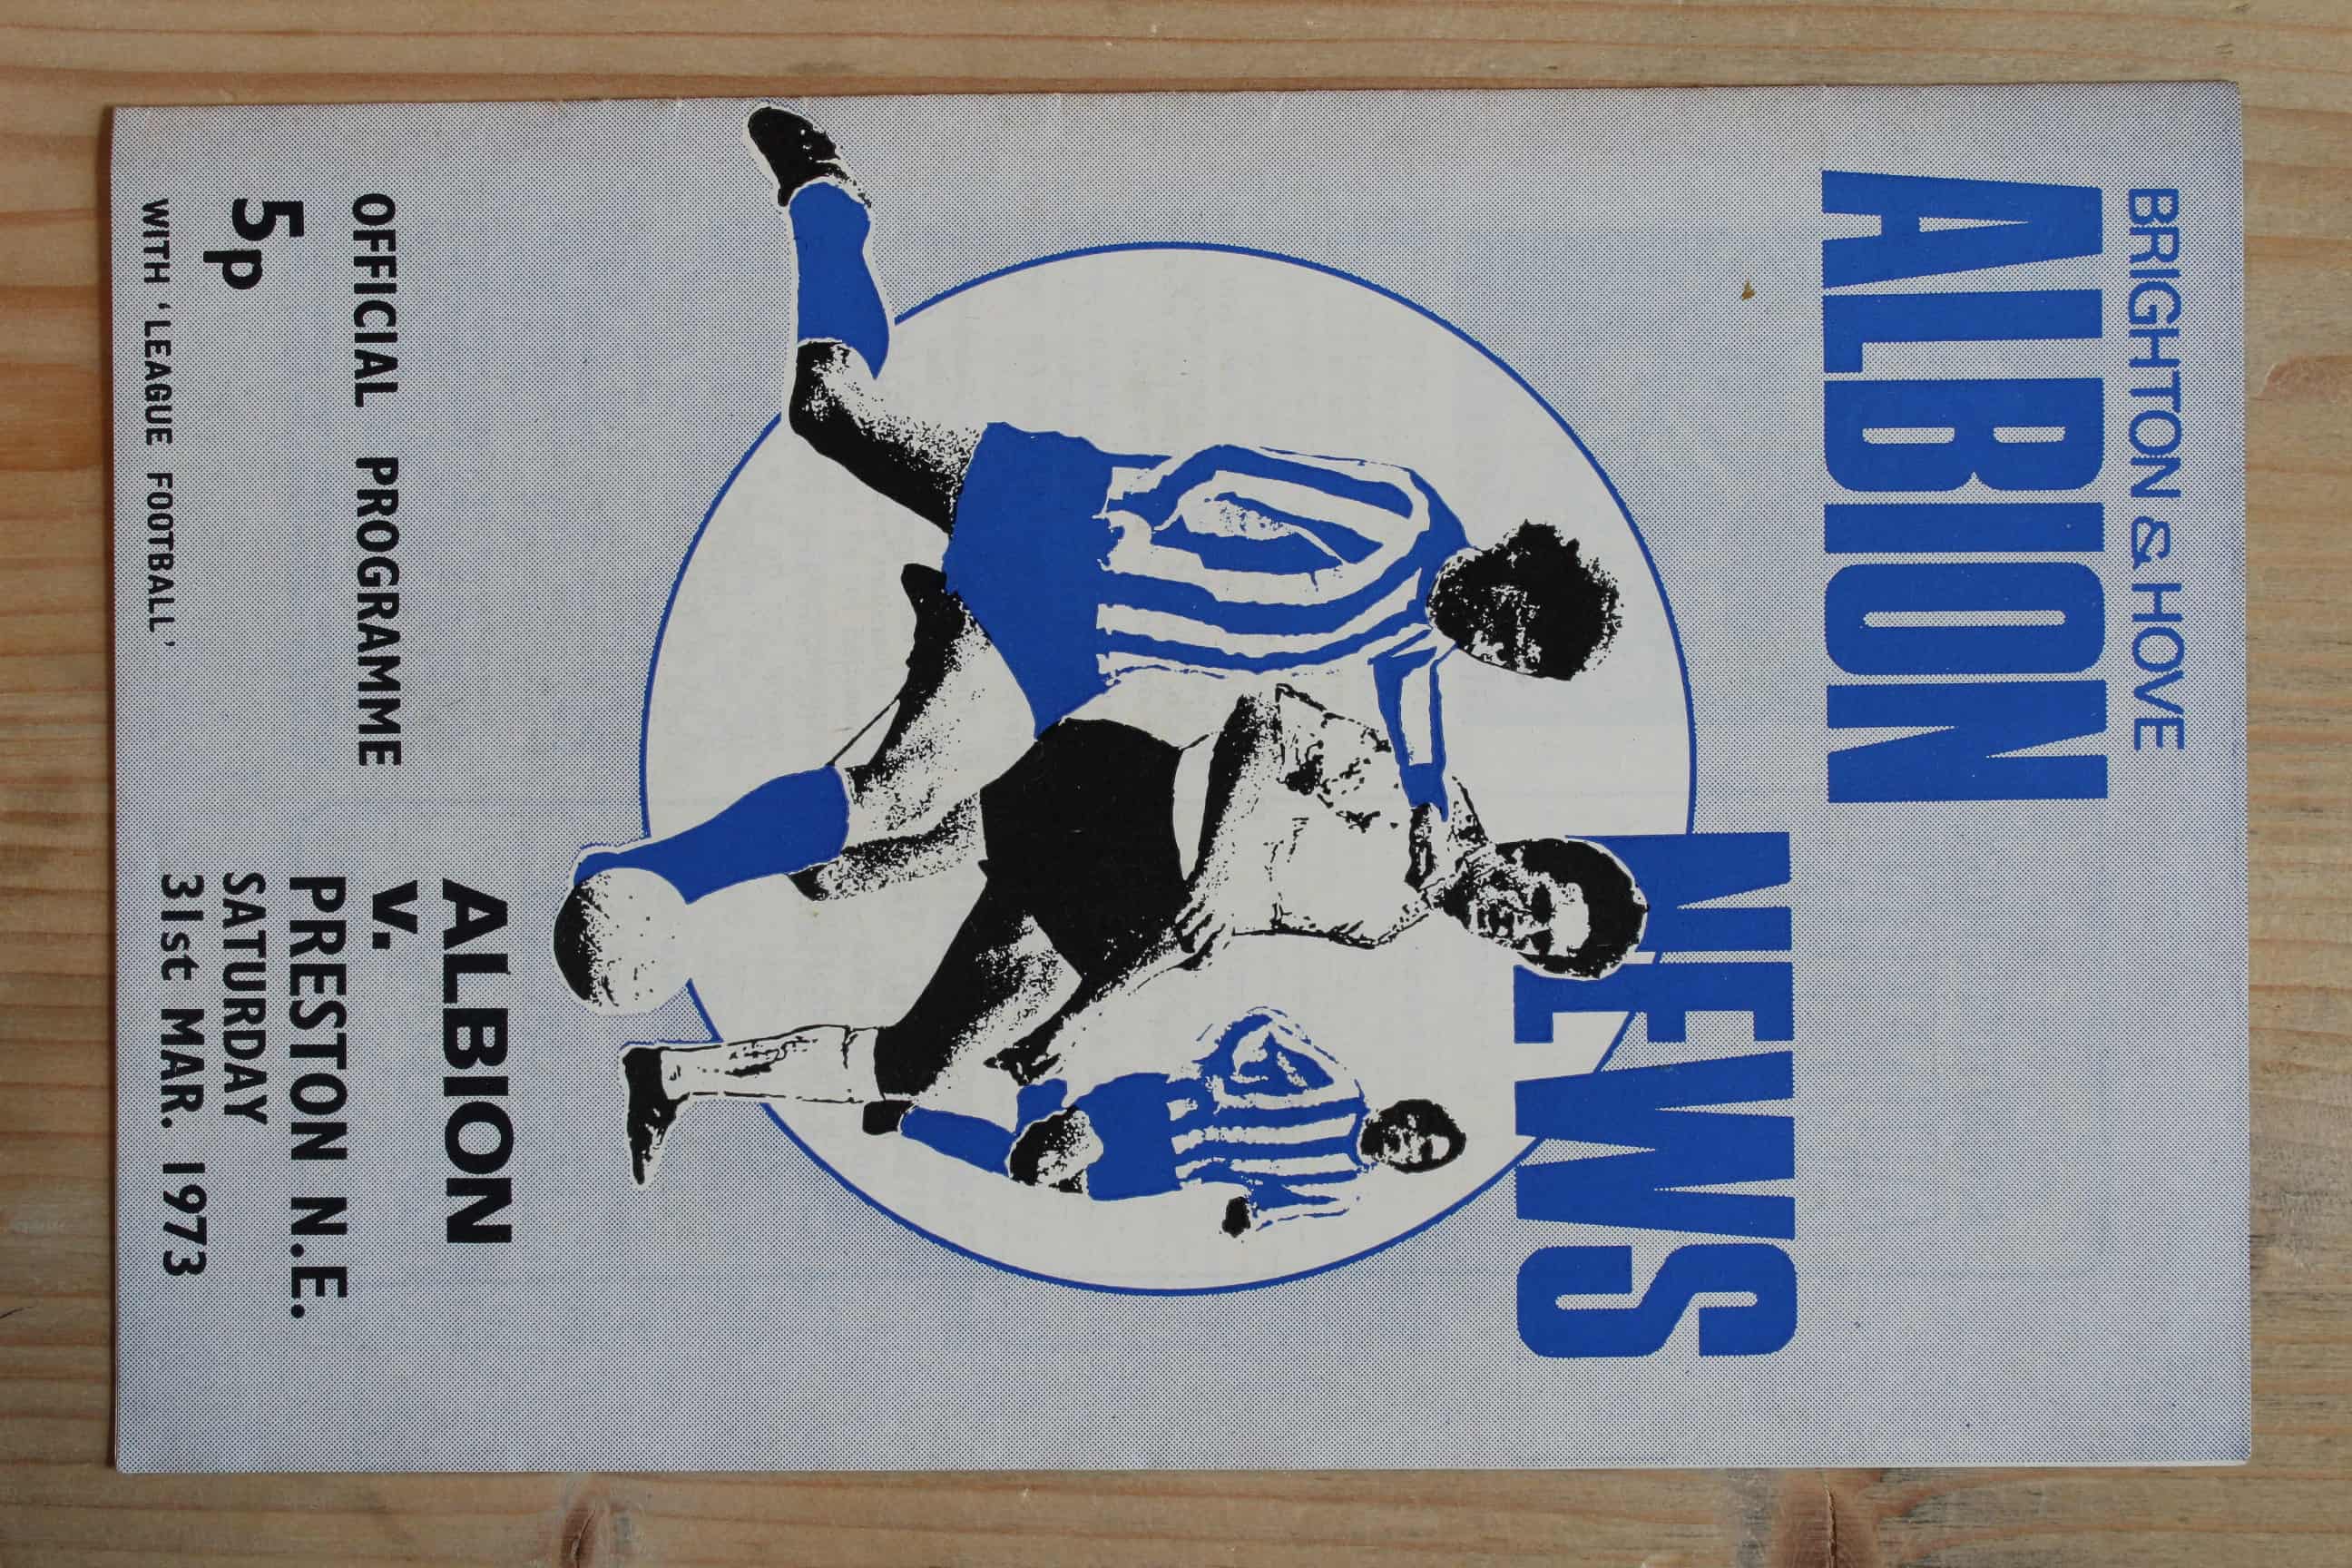 BRIGHTON & HOVE
ALBION
NEWS
OFFICIAL PROGRAMME
5p
WITH 'LEAGUE FOOTBALL'
ALBION
v.
PRESTON N.E.
SATURDAY
31st MAR. 1973